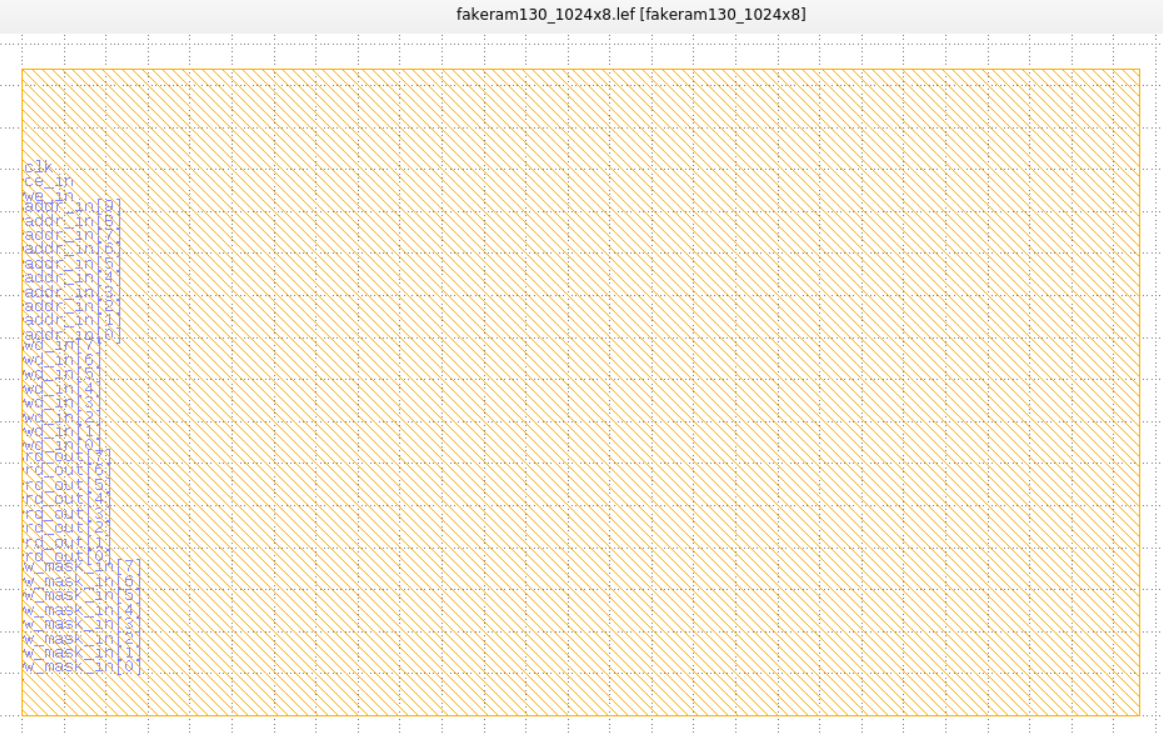 fakeram130_1024x8.lef [fakeram130_1024x8]
clk
ce_in
we_in
addr_in[9]
addr_in[8]
addr_in[7]
addr_in[6]
addr_in[5]
addr_in[4]
addr_in[3]
addr_in[2]
addr_in[1]
addr_in[0]
wd_in[7]
wd_in[6]
wd_in[5]
wd_in[4]
wd_in[3]
wd_in[2]
wd_in[1]
wd_in[0]
rd_out[7]
rd_out[6]
rd_out[5]
rd_out[4]
rd_out[3]
rd_out[2]
rd_out[1]
rd_out[0]
w_mask_in[7]
w_mask_in[6]
w_mask_in[5]
w_mask_in[4]
w_mask_in[3]
w_mask_in[2]
w_mask_in[1]
w_mask_in[0]